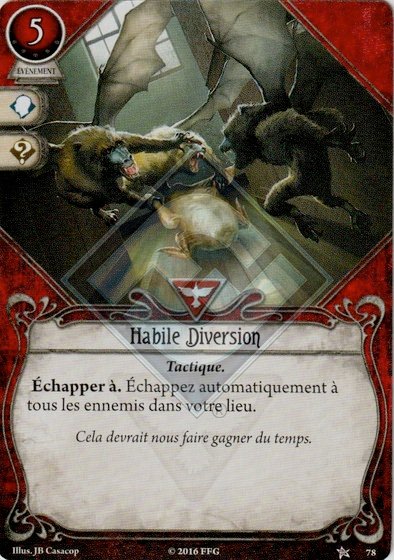 5
ÉVÉNEMENT
?
Habile Diversion
Tactique.
Échapper à. Échappez automatiquement à
tous les ennemis dans votre lieu.
Cela devrait nous faire gagner du temps.
Illus. JB Casacop
© 2016 FFG
78